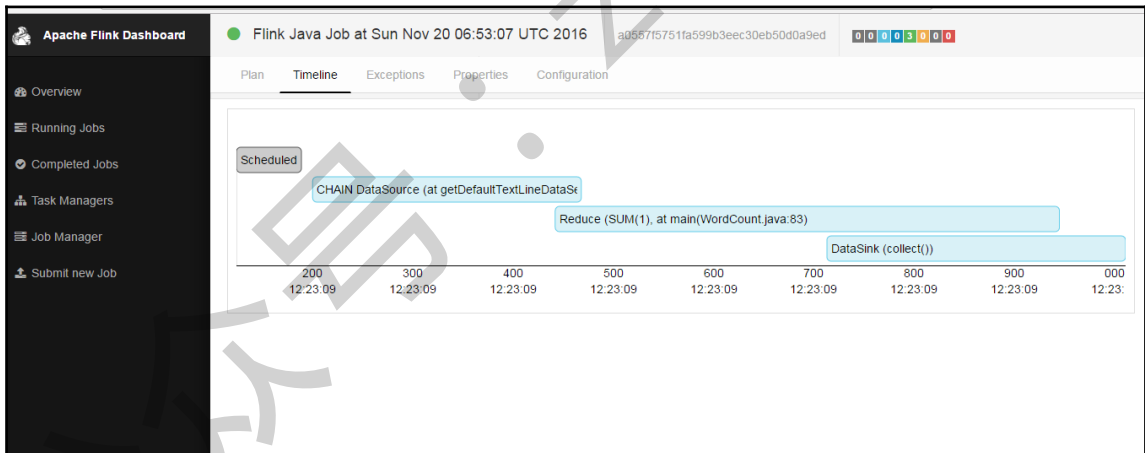 Apache Flink Dashboard
Flink Java Job at Sun Nov 20 06:53:07 UTC 2016 a0557f5751fa599b3eec30eb50d0a9ed 0 0 0 0 3 0 0 0
Plan Timeline Exceptions Properties Configuration
Overview
Running Jobs
Completed Jobs
Task Managers
Job Manager
Submit new Job
Scheduled
CHAIN DataSource (at getDefaultTextLineDataSe
Reduce (SUM(1), at main(WordCount.java:83)
DataSink (collect())
200 300 400 500 600 700 800 900 000
12:23:09 12:23:09 12:23:09 12:23:09 12:23:09 12:23:09 12:23:09 12:23:09 12:23:
众号 ·